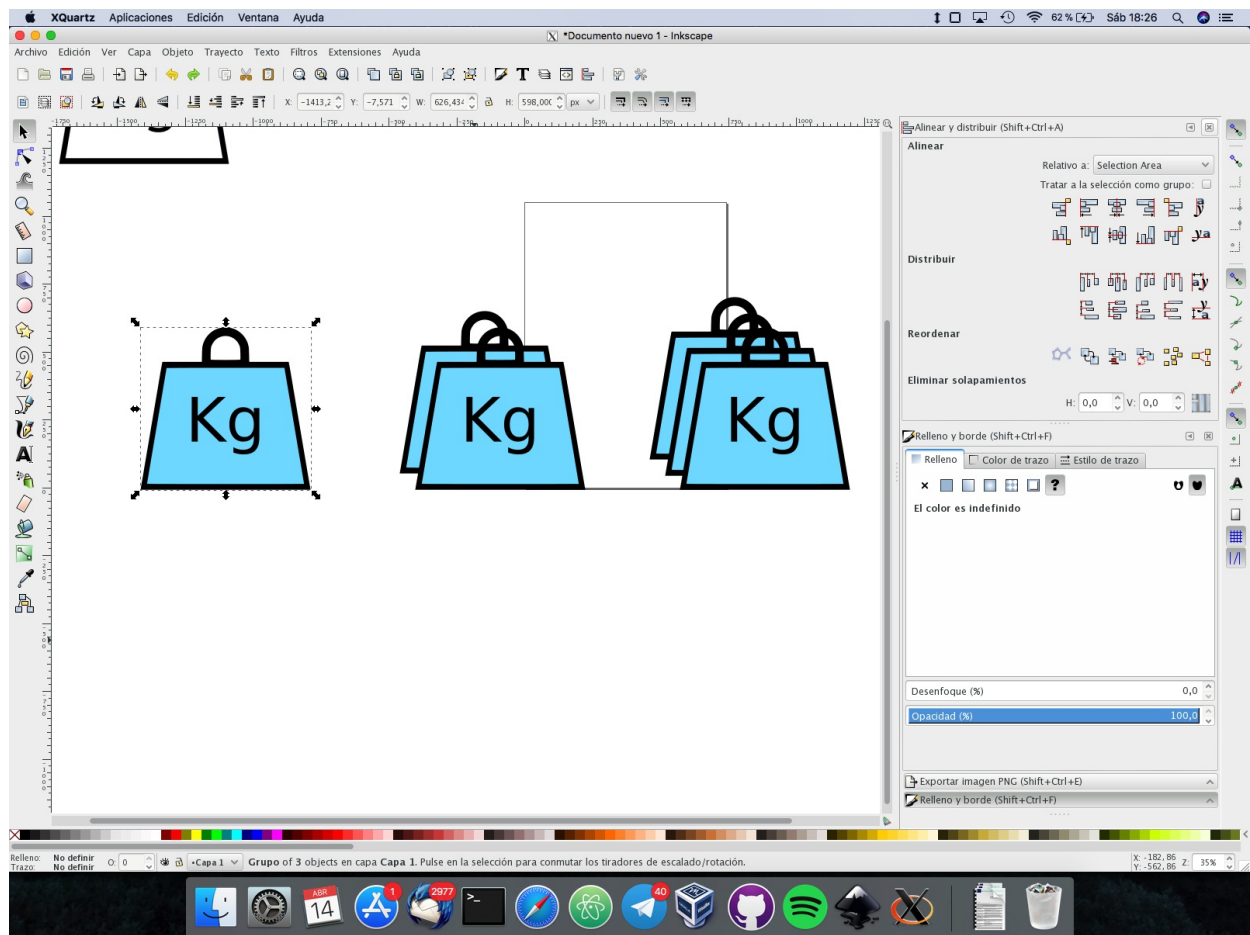 XQuartz Aplicaciones Edición Ventana Ayuda 62 % Sáb 18:26
*Documento nuevo 1 - Inkscape
Archivo Edición Ver Capa Objeto Trayecto Texto Filtros Extensiones Ayuda
X: -1413,2 Y: -7,571 W: 626,434 H: 598,00( px
Alinear y distribuir (Shift+Ctrl+A)
Alinear
Relativo a: Selection Area
Tratar a la selección como grupo:
Distribuir
Reordenar
Eliminar solapamientos
H: 0,0 V: 0,0
Kg Kg Kg
Relleno y borde (Shift+Ctrl+F)
Relleno Color de trazo Estilo de trazo
?
El color es indefinido
Desenfoque (%) 0,0
Opacidad (%) 100,0
Exportar imagen PNG (Shift+Ctrl+E)
Relleno y borde (Shift+Ctrl+F)
Relleno: No definir
Trazo: No definir
O: 0
•Capa 1
Grupo of 3 objects en capa Capa 1. Pulse en la selección para conmutar los tiradores de escalado/rotación.
X: -182,86
Y: -562,86
Z: 35%
ABR
14
1
2977
40